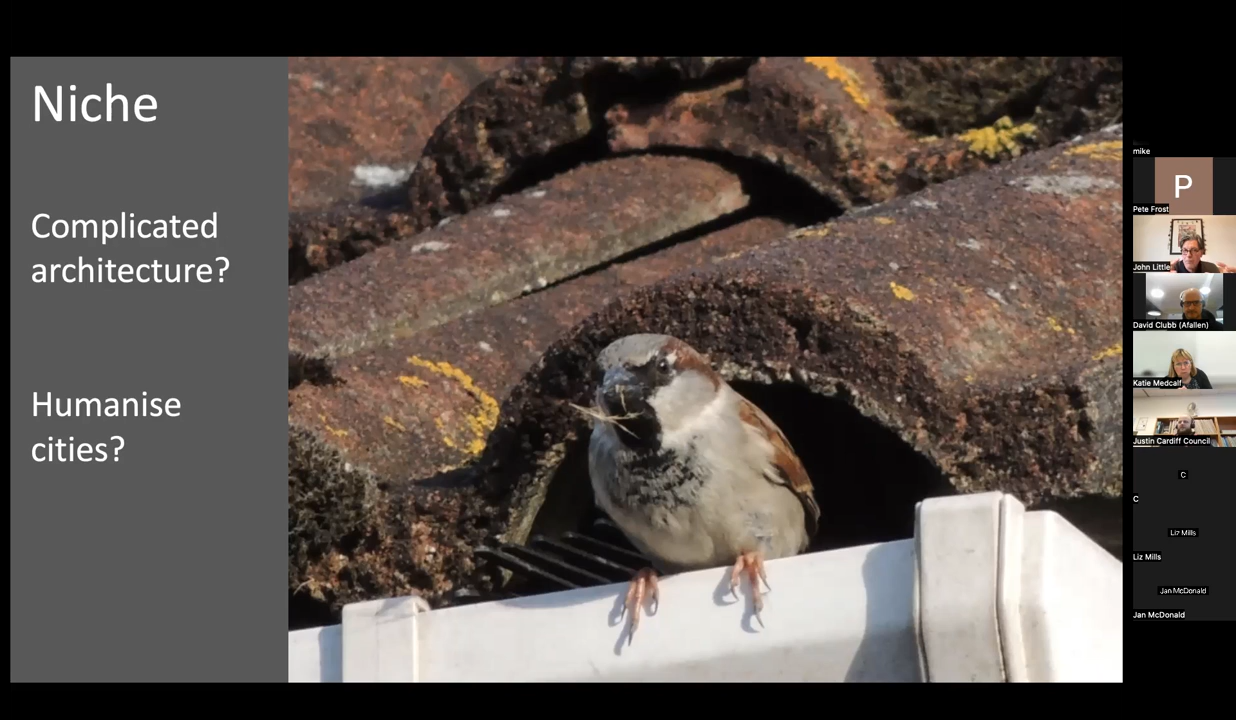 Niche
Complicated
architecture?
Humanise
cities?
mike
P
Pete Frost
John Little
David Clubb (Afallen)
Katie Medcalf
Justin Cardiff Council
C
C
Liz Mills
Liz Mills
Jan McDonald
Jan McDonald